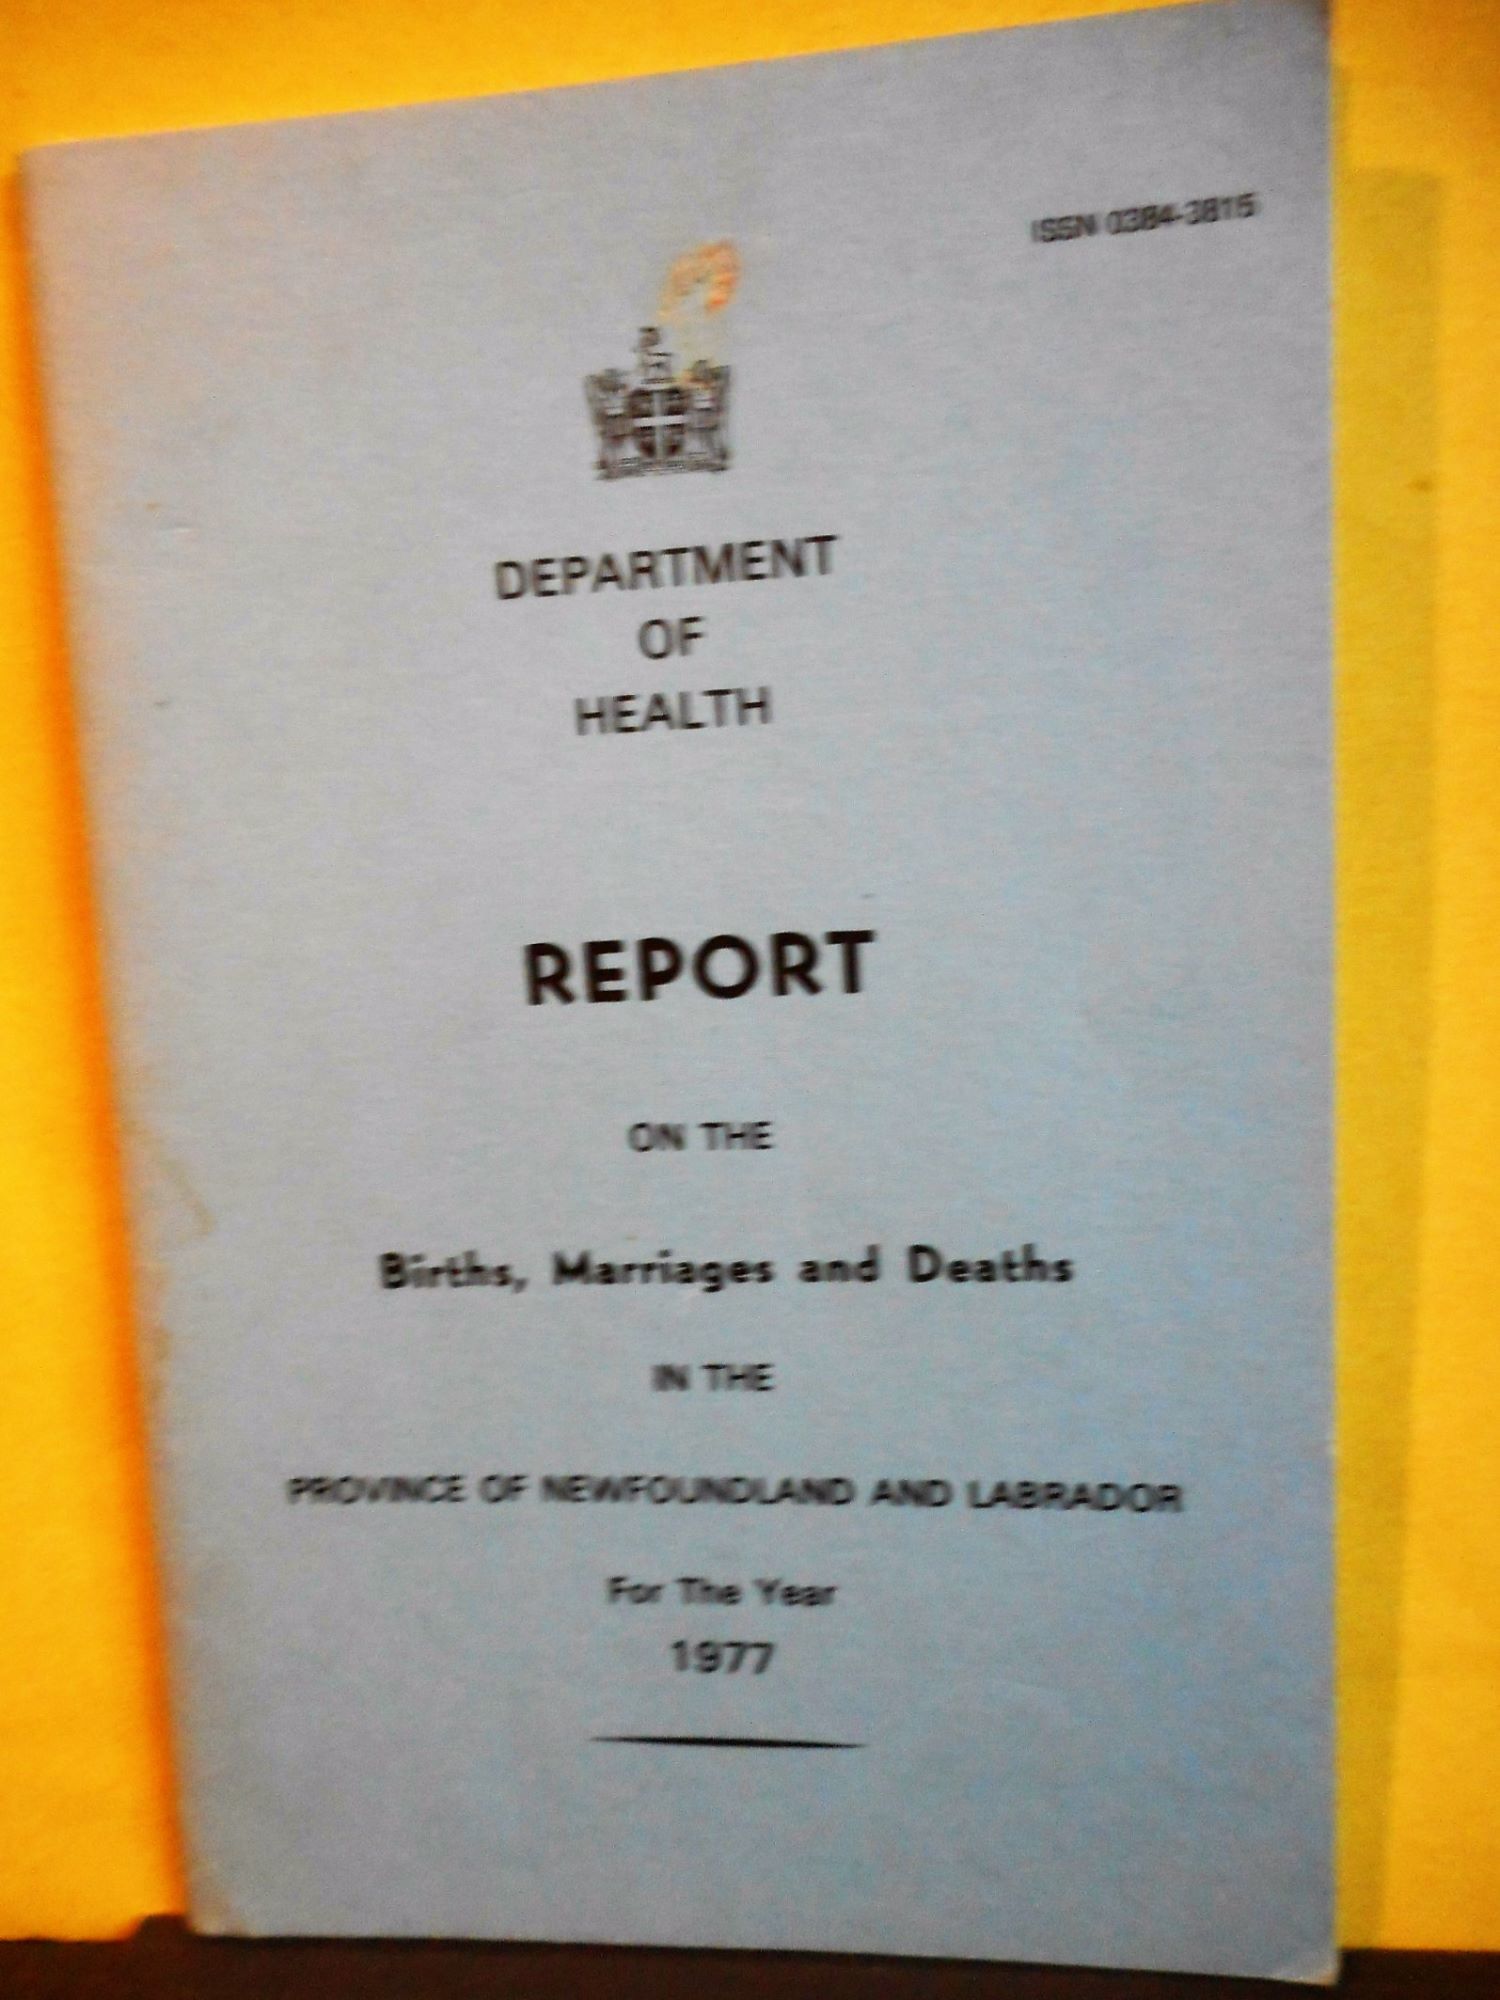 ISSN 0384-3815
DEPARTMENT
OF
HEALTH
REPORT
ON THE
Births, Marriages and Deaths
IN THE
PROVINCE OF NEWFOUNDLAND AND LABRADOR
For The Year
1977